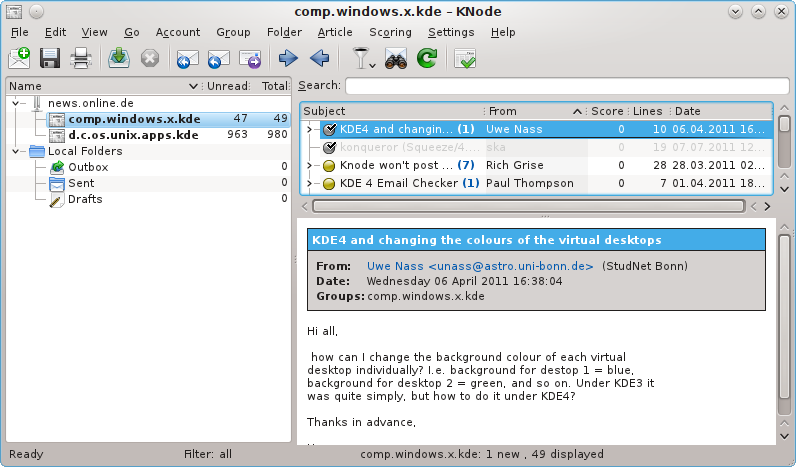 comp.windows.x.kde – KNode
File Edit View Go Account Group Folder Article Scoring Settings Help
Name Unread Total
news.online.de
comp.windows.x.kde 47 49
d.c.os.unix.apps.kde 963 980
Local Folders
Outbox 0
Sent 0
Drafts 0
Search:
Subject From Score Lines Date
KDE4 and changin... (1) Uwe Nass 0 10 06.04.2011 16...
konqueror (Squeeze/4.... ska 0 19 07.07.2011 12...
Knode won't post ... (7) Rich Grise 0 28 28.03.2011 02...
KDE 4 Email Checker (1) Paul Thompson 0 7 01.04.2011 18...
KDE4 and changing the colours of the virtual desktops
From: Uwe Nass <unass@astro.uni-bonn.de> (StudNet Bonn)
Date: Wednesday 06 April 2011 16:38:04
Groups: comp.windows.x.kde
Hi all,
how can I change the background colour of each virtual
desktop individually? I.e. background for destop 1 = blue,
background for desktop 2 = green, and so on. Under KDE3 it
was quite simply, but how to do it under KDE4?
Thanks in advance,
Ready Filter: all comp.windows.x.kde: 1 new , 49 displayed